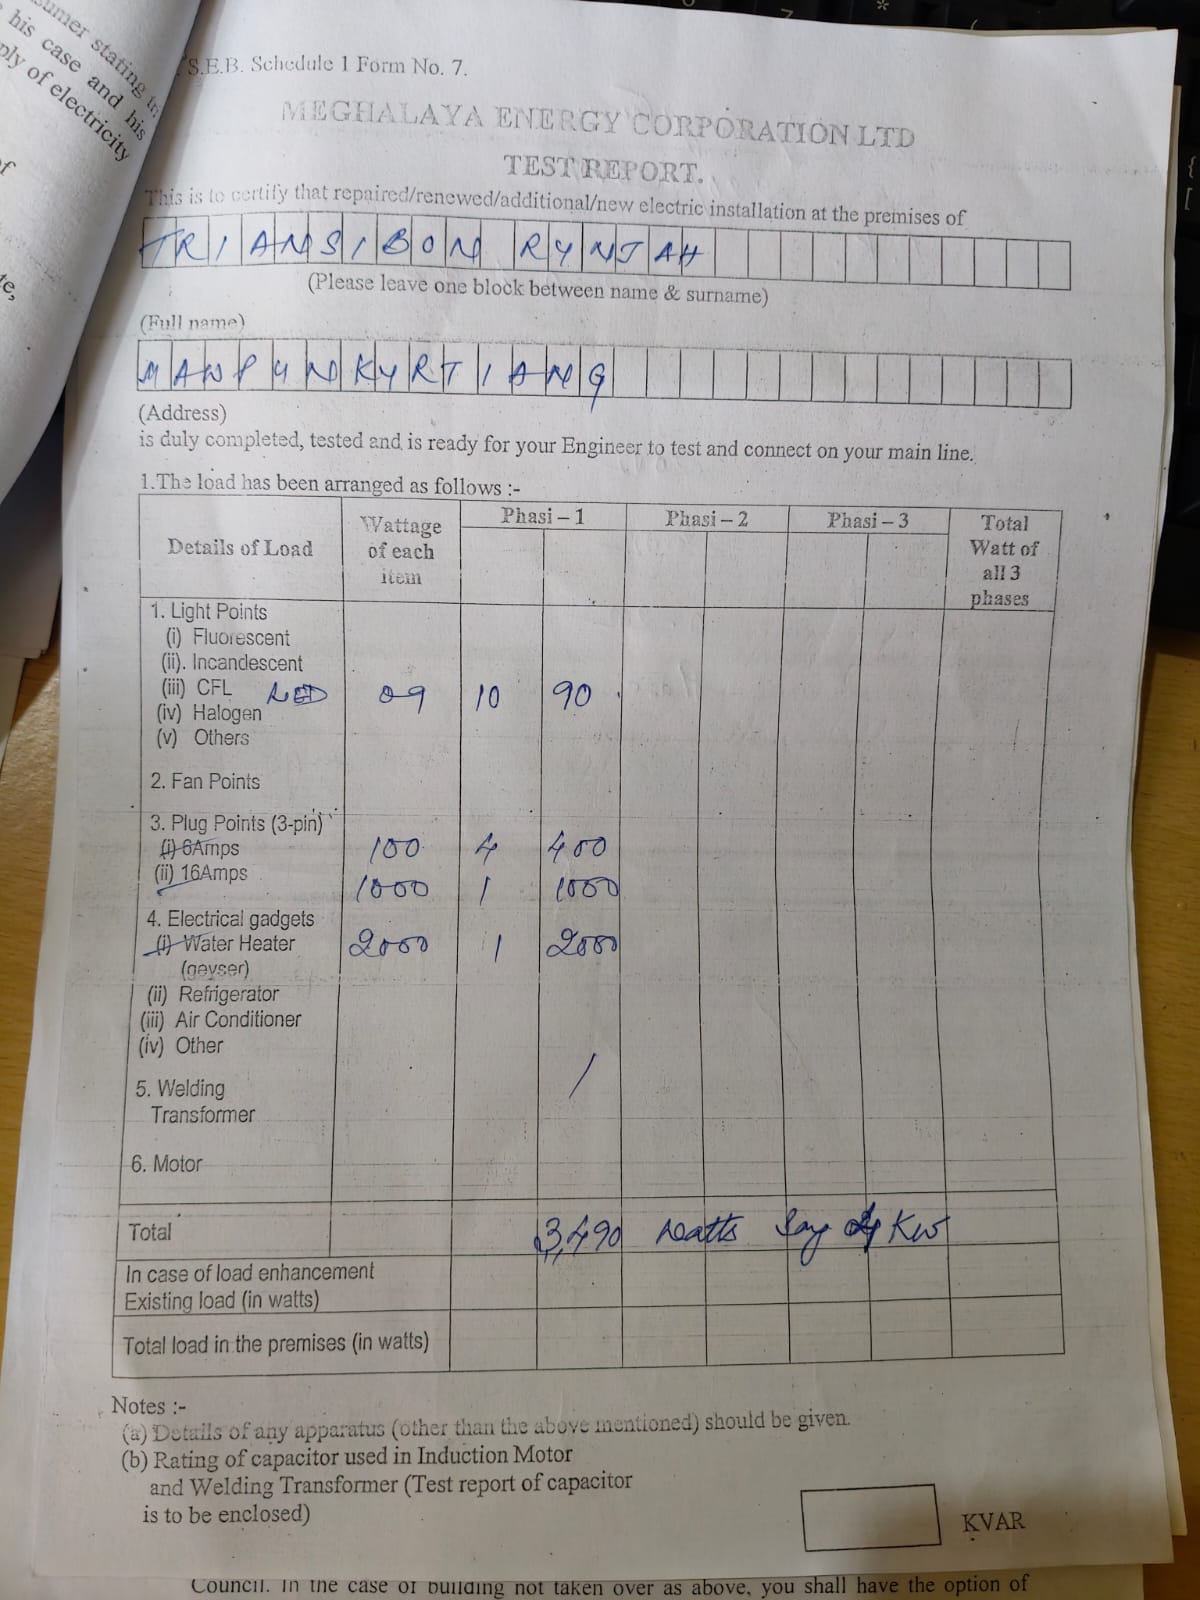 umer stating
his case and his
ply of electricity
S.E.B. Schedule 1 Form No. 7.
MEGHALAYA ENERGY CORPORATION LTD
TEST REPORT.
This is to certify that repaired/renewed/additional/new electric installation at the premises of
TRIANSIBON RYNJAH
(Please leave one block between name & surname)
(Full name)
MAWPUNKYRTIANG
(Address)
is duly completed, tested and is ready for your Engineer to test and connect on your main line.
1.The load has been arranged as follows :-
Details of Load Wattage of each item Phasi – 1 Phasi – 2 Phasi – 3 Total Watt of all 3 phases
1. Light Points
(i) Fluorescent
(ii). Incandescent
(iii) CFL LED 09 10 90
(iv) Halogen
(v) Others
2. Fan Points
3. Plug Points (3-pin)
(i) 6Amps 100 4 400
(ii) 16Amps 1000 1 1000
4. Electrical gadgets
(i) Water Heater 2000 1 2000
(geyser)
(ii) Refrigerator
(iii) Air Conditioner
(iv) Other
5. Welding
Transformer
6. Motor
Total 3,490 watts Say 4 KW
In case of load enhancement
Existing load (in watts)
Total load in the premises (in watts)
Notes :-
(a) Details of any apparatus (other than the above mentioned) should be given.
(b) Rating of capacitor used in Induction Motor
and Welding Transformer (Test report of capacitor
is to be enclosed)
KVAR
Council. In the case of building not taken over as above, you shall have the option of